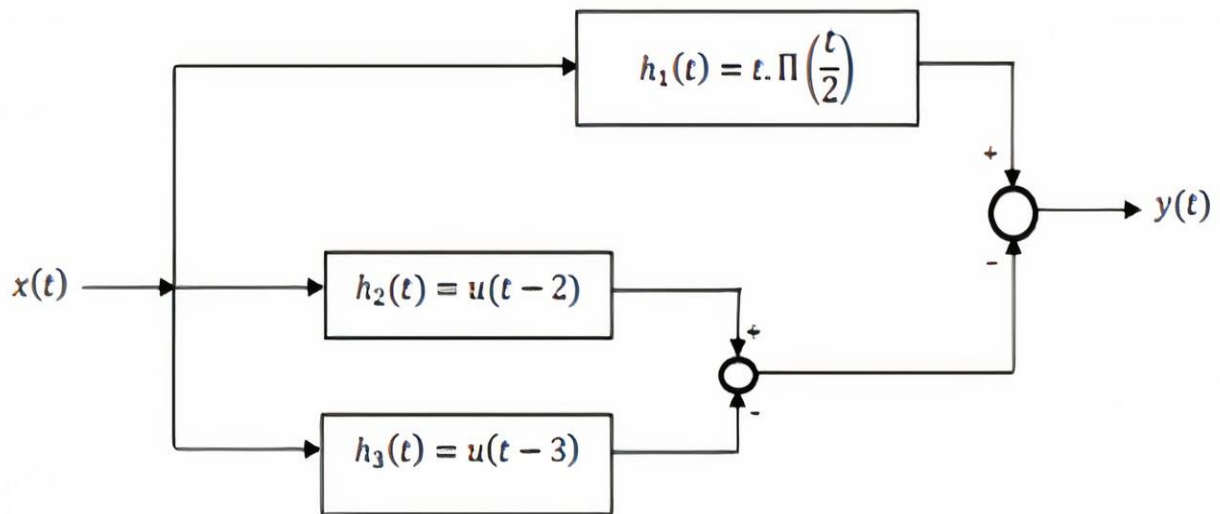 h₁(t) = t. Π(t/2)
+
y(t)
-
x(t)
h₂(t) = u(t − 2)
+
-
h₃(t) = u(t − 3)